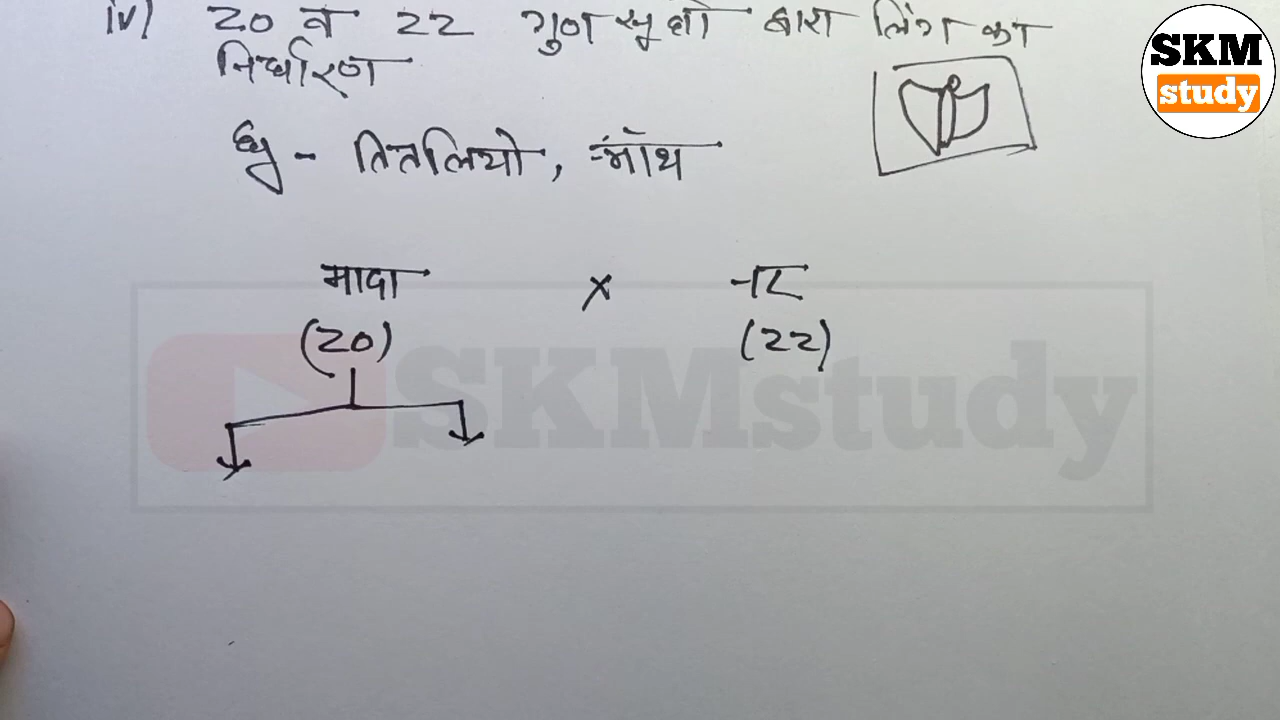 iv) ZO व ZZ गुणसूत्रो द्वारा लिंग का
निर्धारण
SKM
study
Eg - तितलियो, मॉथ
मादा × नर
(ZO) (ZZ)
SKMstudy